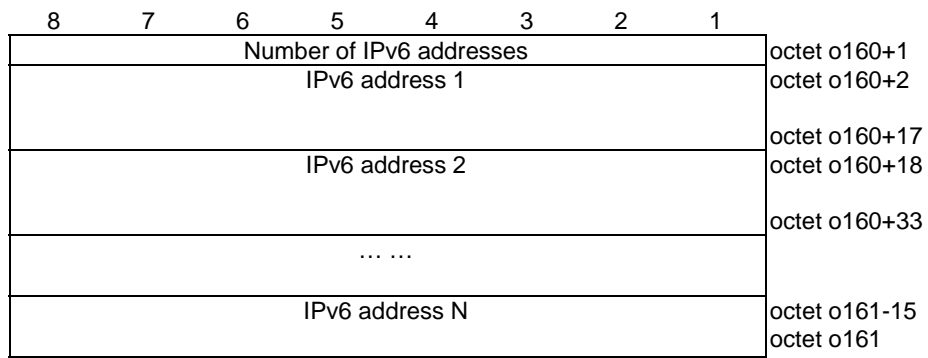 8 7 6 5 4 3 2 1
Number of IPv6 addresses octet o160+1
IPv6 address 1 octet o160+2
octet o160+17
IPv6 address 2 octet o160+18
octet o160+33
… …
IPv6 address N octet o161-15
octet o161